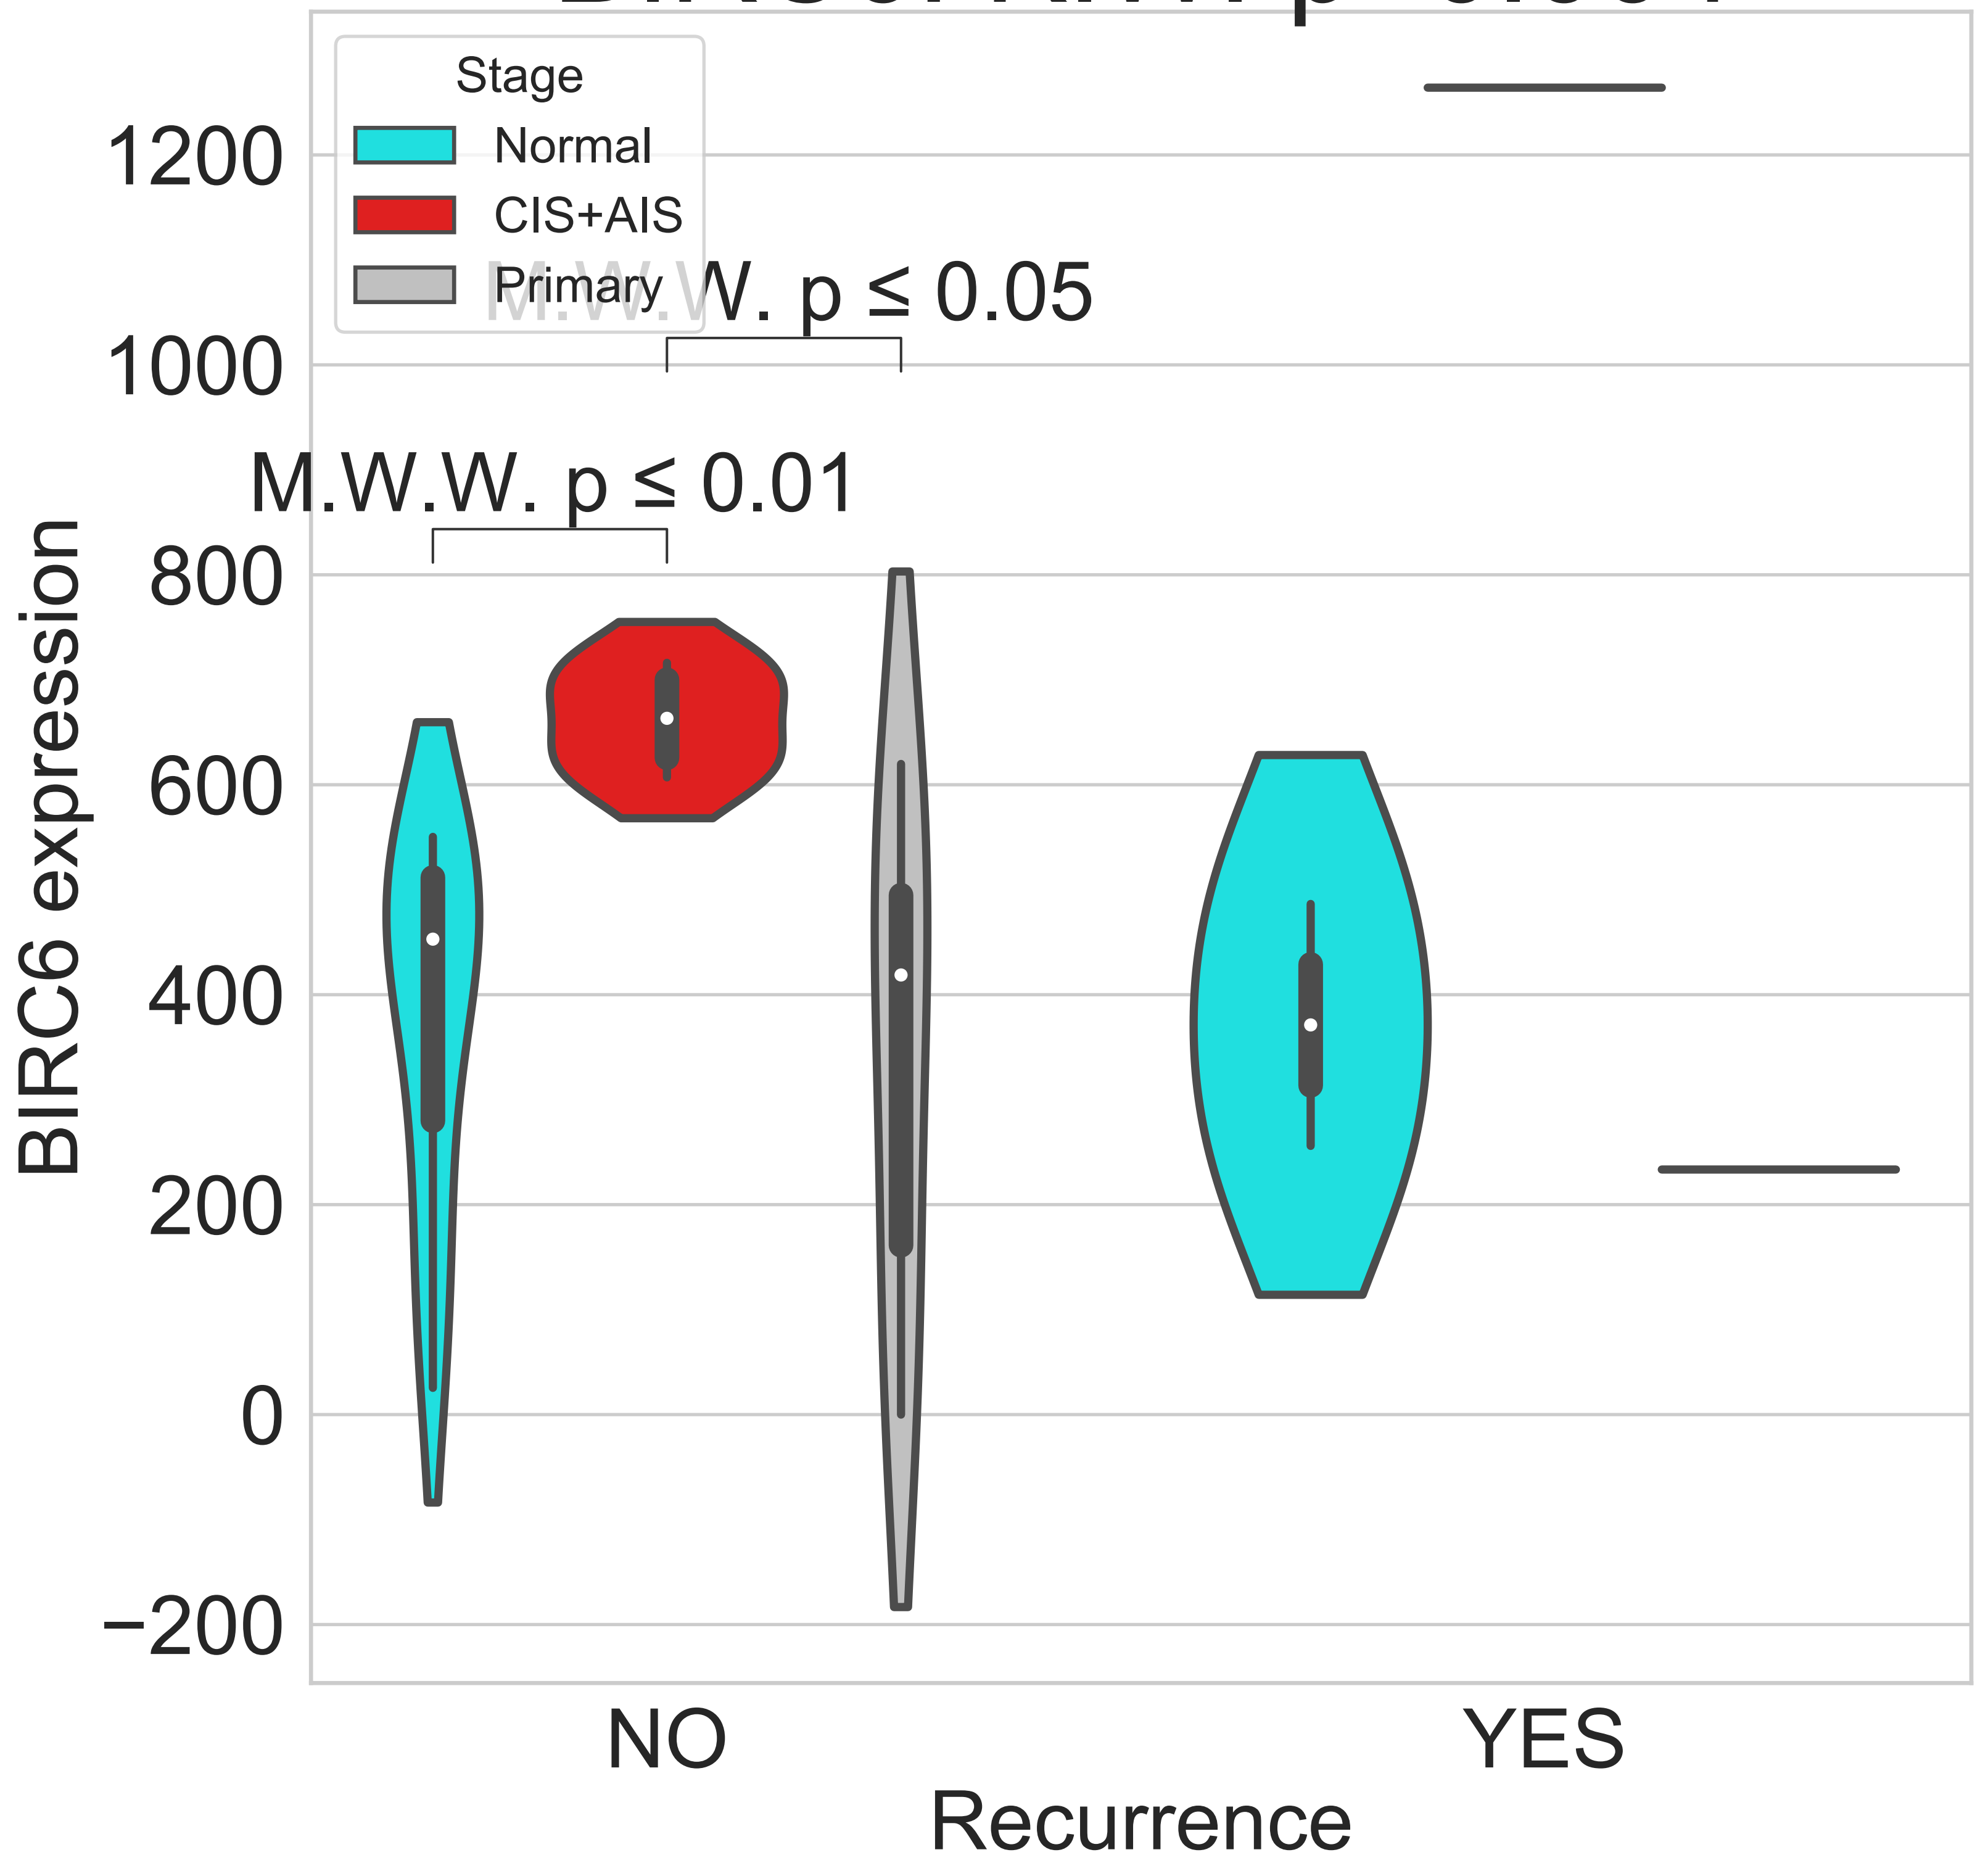 Stage
Normal
CIS+AIS
Primary
M.W.W. p ≤ 0.05
M.W.W. p ≤ 0.01
1200
1000
800
600
400
200
0
−200
BIRC6 expression
NO
YES
Recurrence